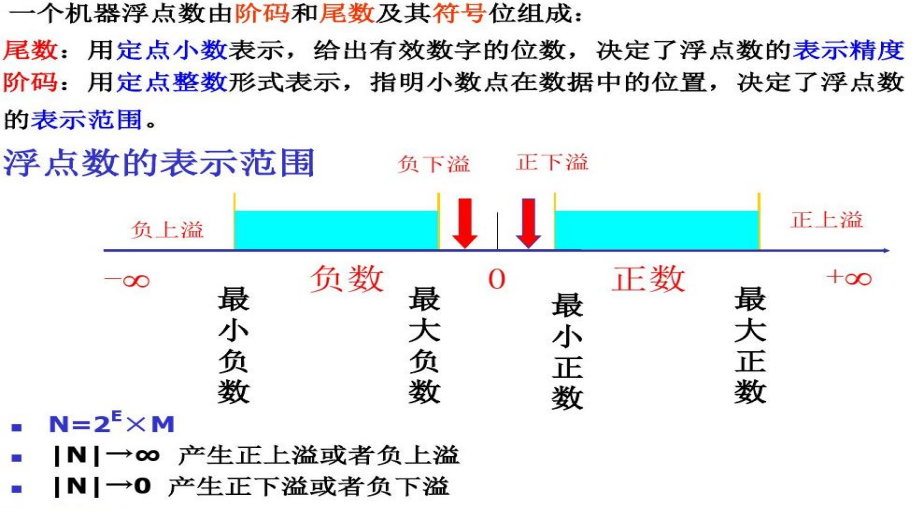 一个机器浮点数由阶码和尾数及其符号位组成：
尾数：用定点小数表示，给出有效数字的位数，决定了浮点数的表示精度
阶码：用定点整数形式表示，指明小数点在数据中的位置，决定了浮点数
的表示范围。
浮点数的表示范围
负下溢 正下溢
负上溢 正上溢
−∞ 负数 0 正数 +∞
最小负数 最大负数 最小正数 最大正数
N=2^E×M
|N|→∞ 产生正上溢或者负上溢
|N|→0 产生正下溢或者负下溢